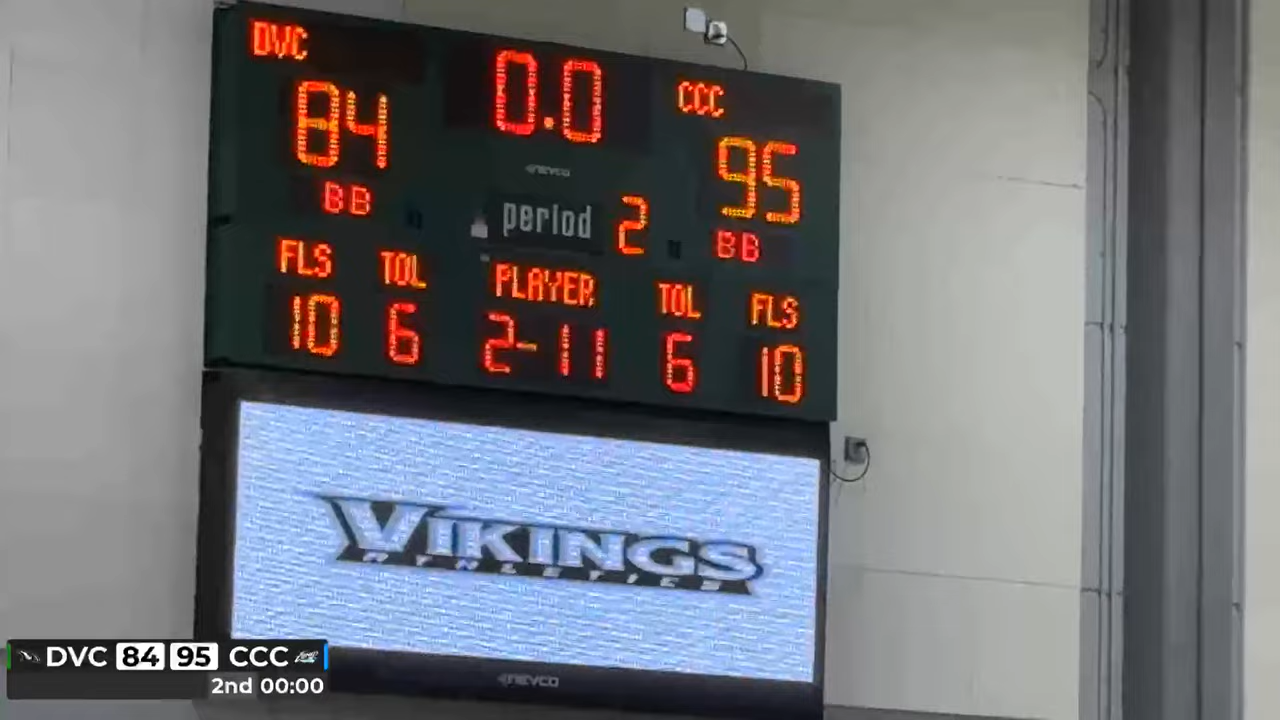 DVC 0.0 CCC
84 95
NEVCO
BB period 2 BB
FLS TOL PLAYER TOL FLS
10 6 2-11 6 10
VIKINGS
ATHLETICS
NEVCO
DVC 84 95 CCC
2nd 00:00